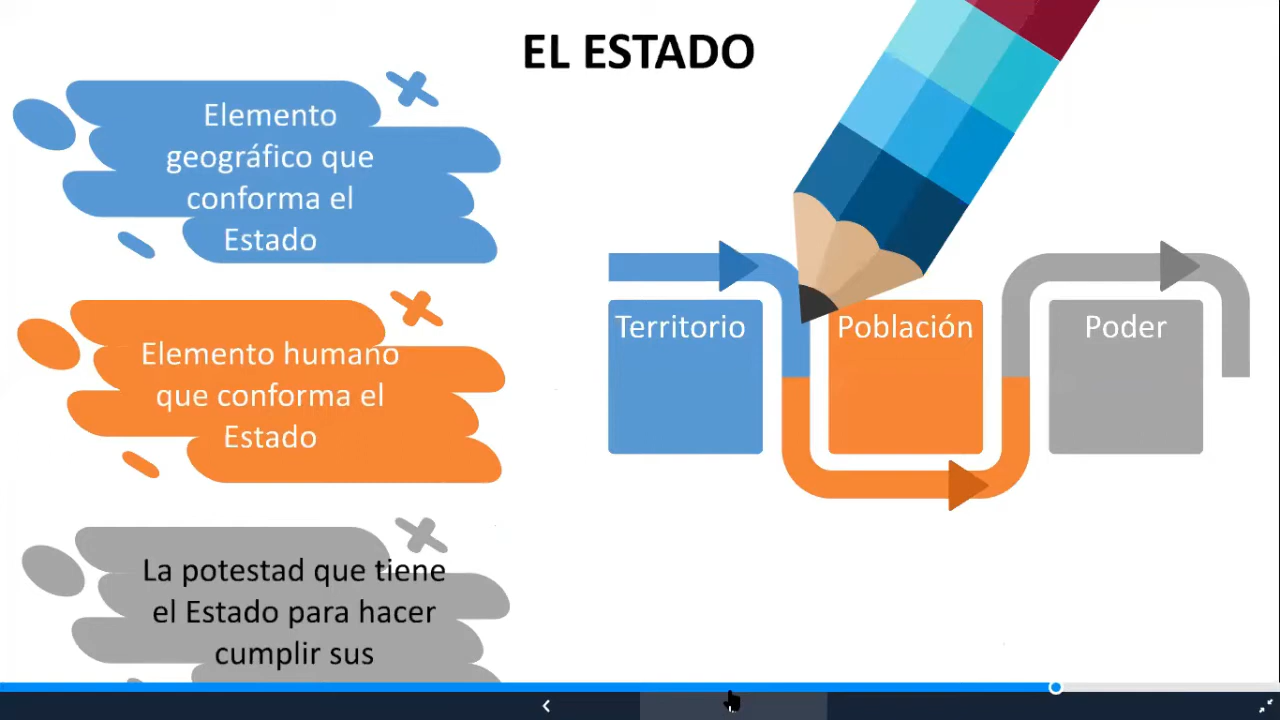 EL ESTADO
Elemento
geográfico que
conforma el
Estado
Elemento humano
que conforma el
Estado
La potestad que tiene
el Estado para hacer
cumplir sus
Territorio
Población
Poder